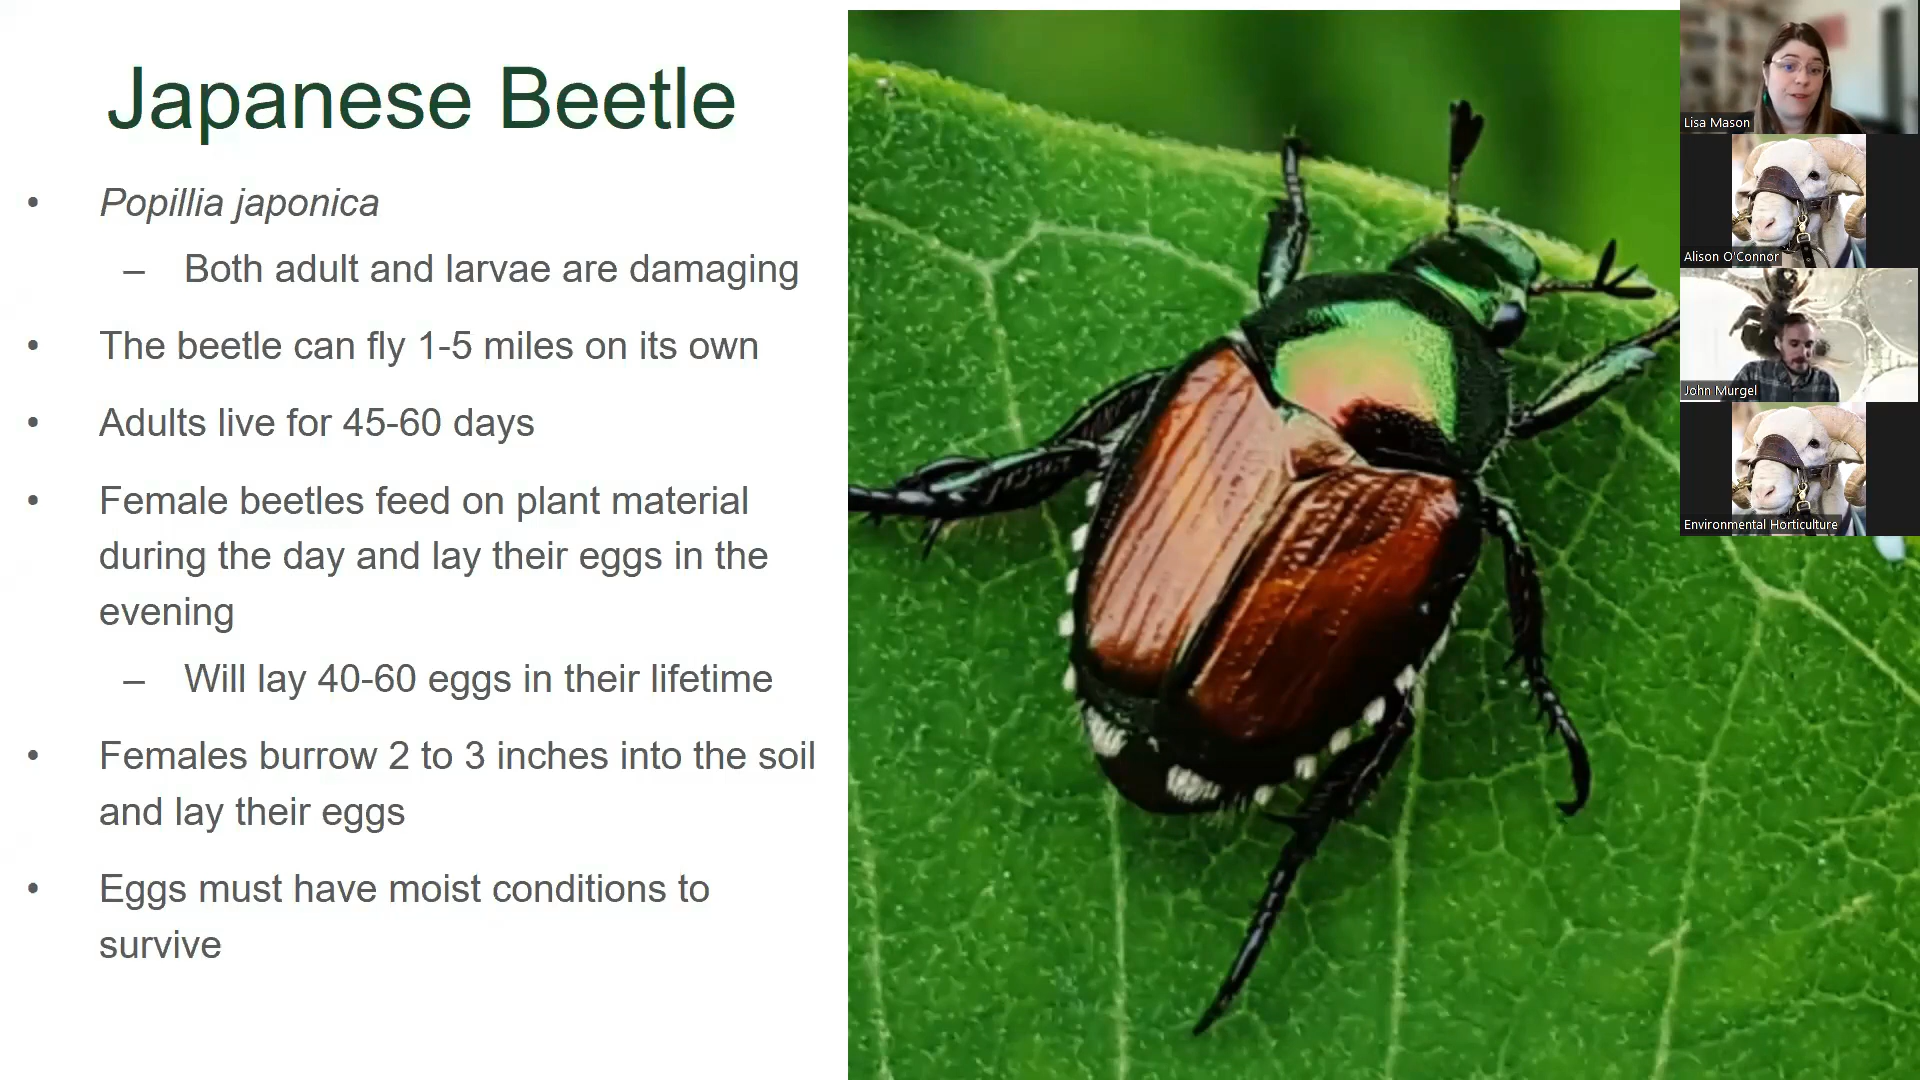 Japanese Beetle
• Popillia japonica
– Both adult and larvae are damaging
• The beetle can fly 1-5 miles on its own
• Adults live for 45-60 days
• Female beetles feed on plant material
during the day and lay their eggs in the
evening
– Will lay 40-60 eggs in their lifetime
• Females burrow 2 to 3 inches into the soil
and lay their eggs
• Eggs must have moist conditions to
survive
Lisa Mason
Alison O'Connor
John Murgel
Environmental Horticulture